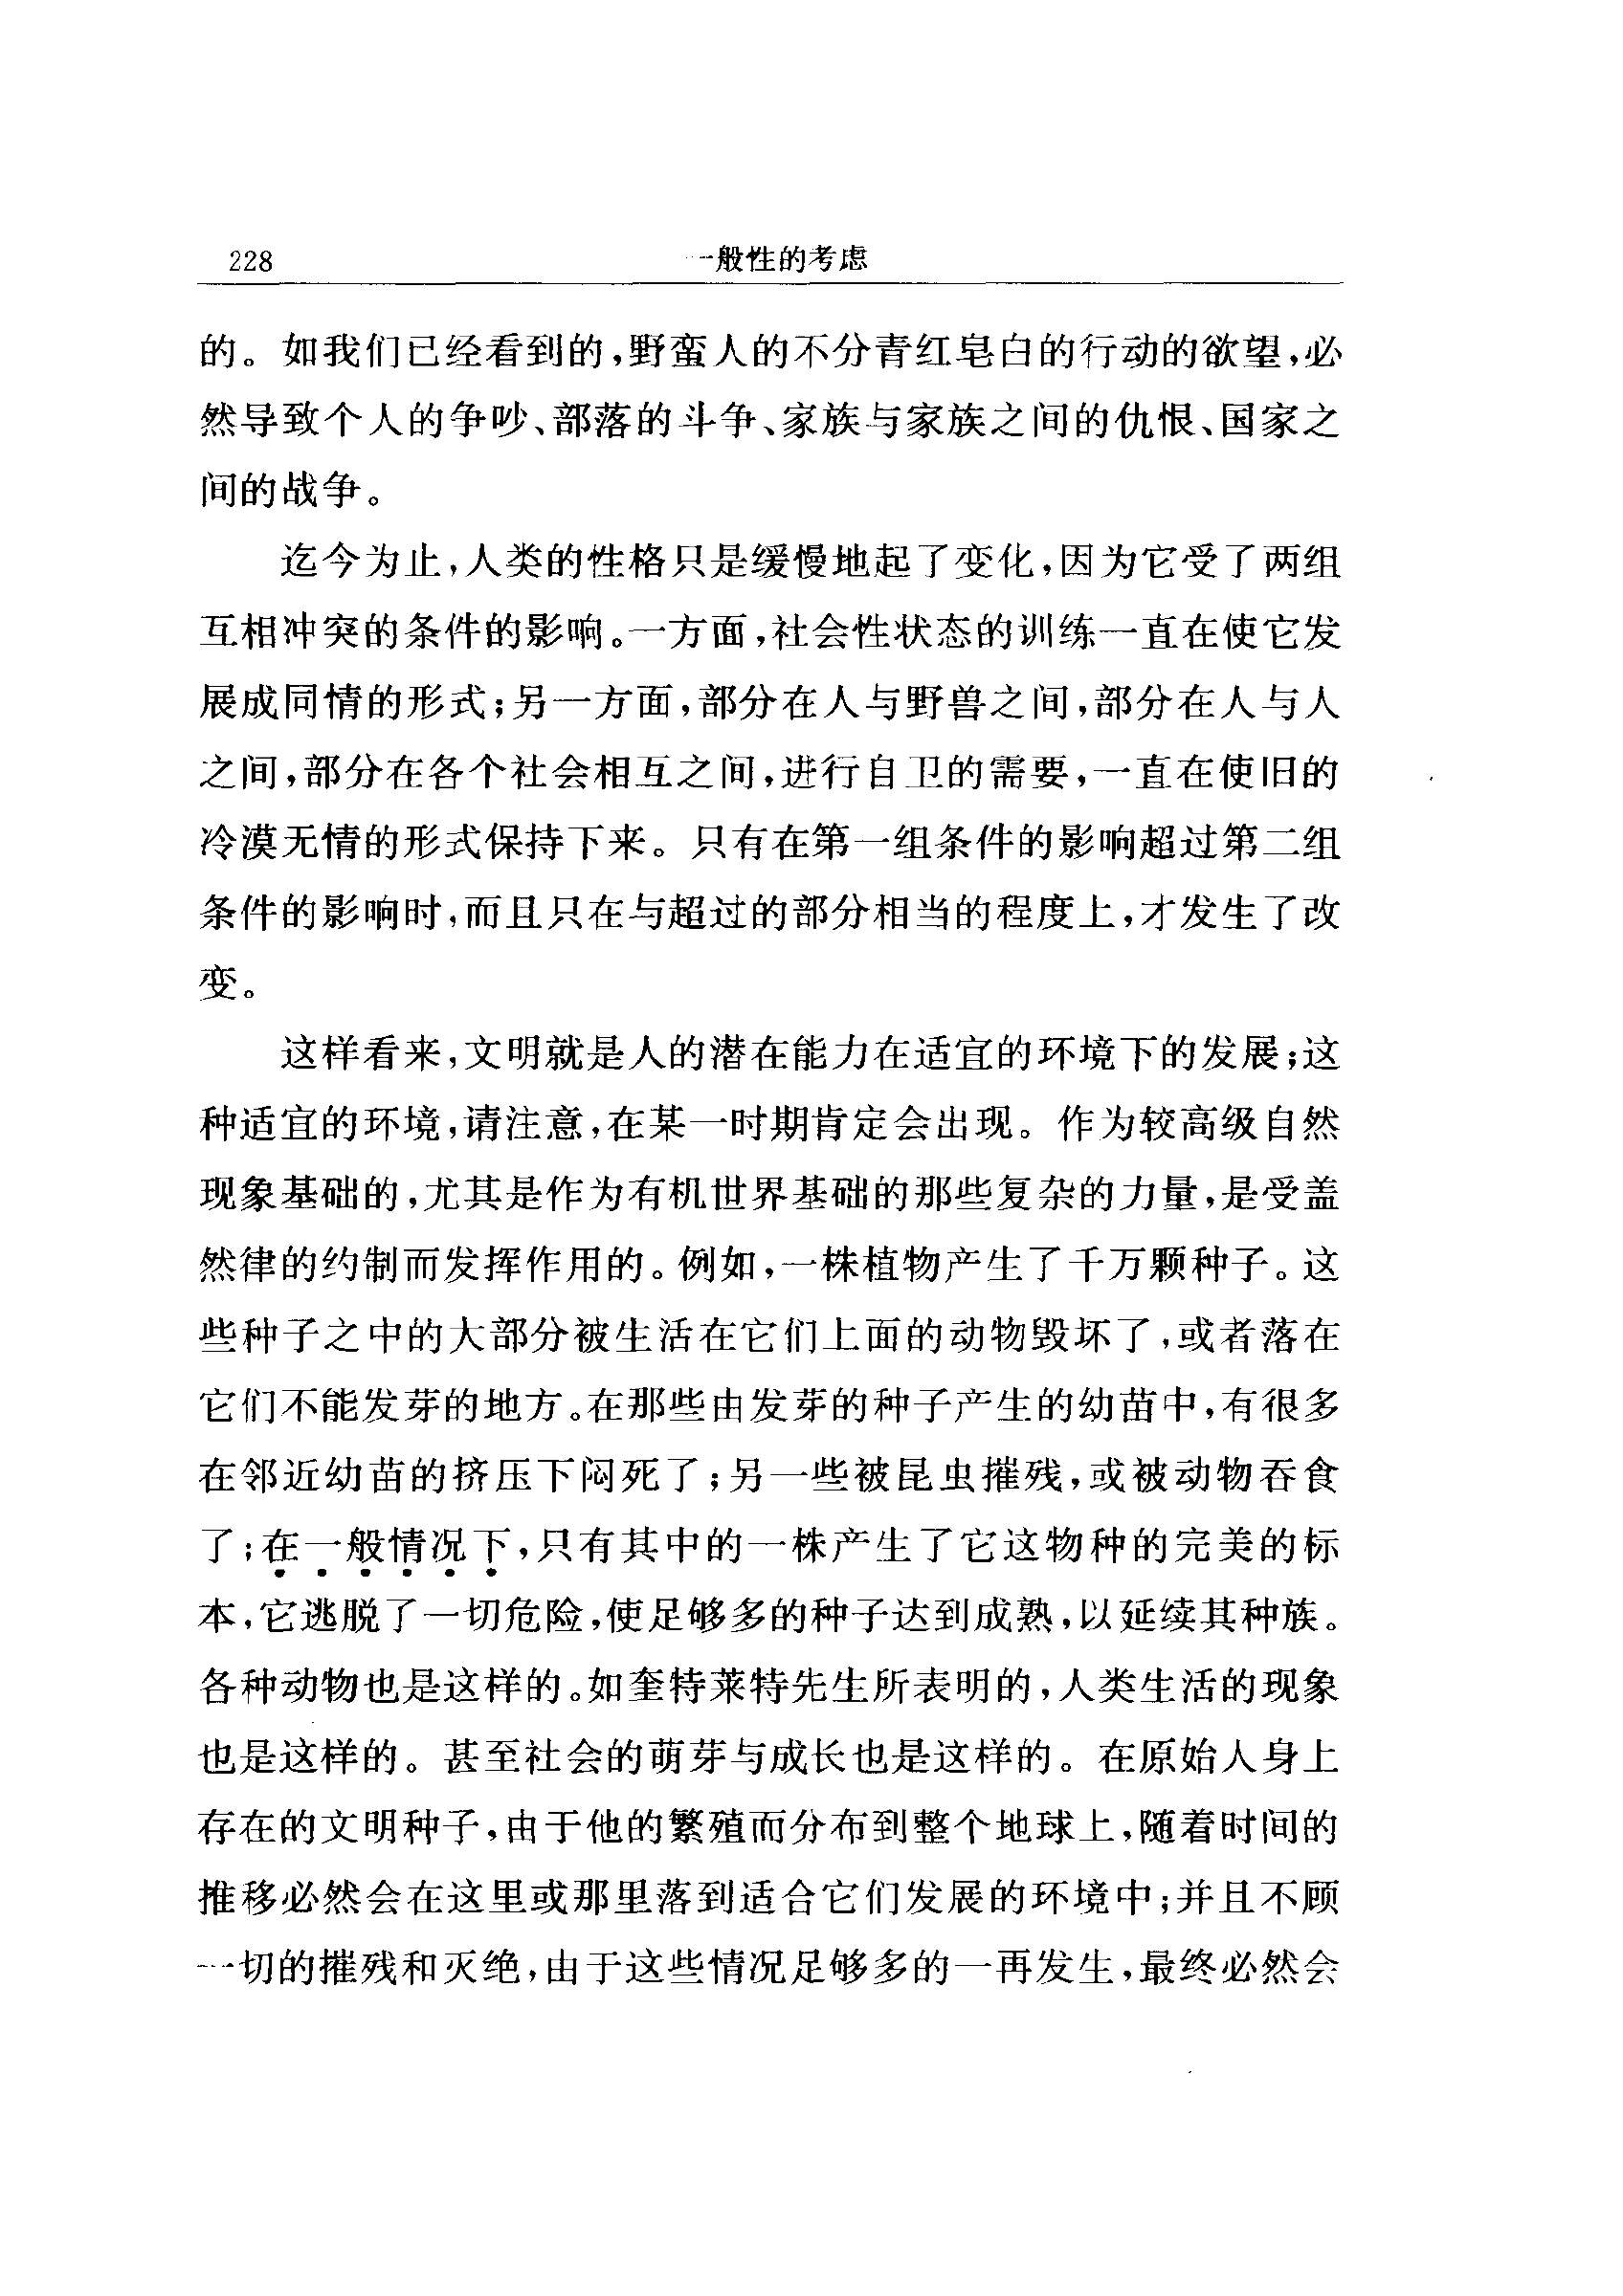 228 一般性的考虑
的。如我们已经看到的,野蛮人的不分青红皂白的行动的欲望,必
然导致个人的争吵、部落的斗争、家族与家族之间的仇恨、国家之
间的战争。
迄今为止,人类的性格只是缓慢地起了变化,因为它受了两组
互相冲突的条件的影响。一方面,社会性状态的训练一直在使它发
展成同情的形式;另一方面,部分在人与野兽之间,部分在人与人
之间,部分在各个社会相互之间,进行自卫的需要,一直在使旧的
冷漠无情的形式保持下来。只有在第一组条件的影响超过第二组
条件的影响时,而且只在与超过的部分相当的程度上,才发生了改
变。
这样看来,文明就是人的潜在能力在适宜的环境下的发展;这
种适宜的环境,请注意,在某一时期肯定会出现。作为较高级自然
现象基础的,尤其是作为有机世界基础的那些复杂的力量,是受盖
然律的约制而发挥作用的。例如,一株植物产生了千万颗种子。这
些种子之中的大部分被生活在它们上面的动物毁坏了,或者落在
它们不能发芽的地方。在那些由发芽的种子产生的幼苗中,有很多
在邻近幼苗的挤压下闷死了;另一些被昆虫摧残,或被动物吞食
了;在一般情况下,只有其中的一株产生了它这物种的完美的标
本,它逃脱了一切危险,使足够多的种子达到成熟,以延续其种族。
各种动物也是这样的。如奎特莱特先生所表明的,人类生活的现象
也是这样的。甚至社会的萌芽与成长也是这样的。在原始人身上
存在的文明种子,由于他的繁殖而分布到整个地球上,随着时间的
推移必然会在这里或那里落到适合它们发展的环境中;并且不顾
一切的摧残和灭绝,由于这些情况足够多的一再发生,最终必然会